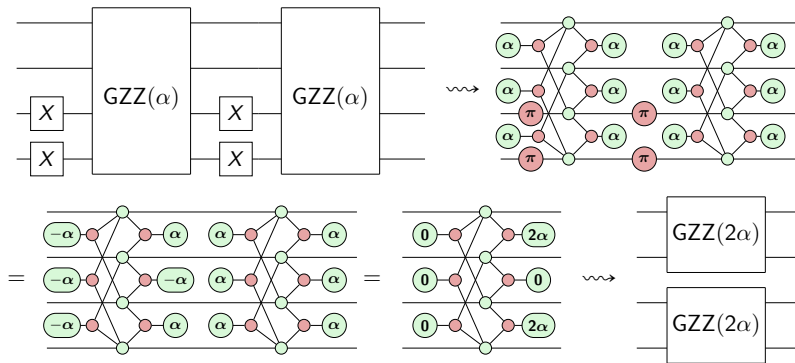 GZZ(α) GZZ(α)
X X
X X
⇝
α α α α
α α α α
π π
α α α α
π π
= −α α α α = 0 2α
−α −α α α 0 0 ⇝
−α α α α 0 2α
GZZ(2α)
GZZ(2α)